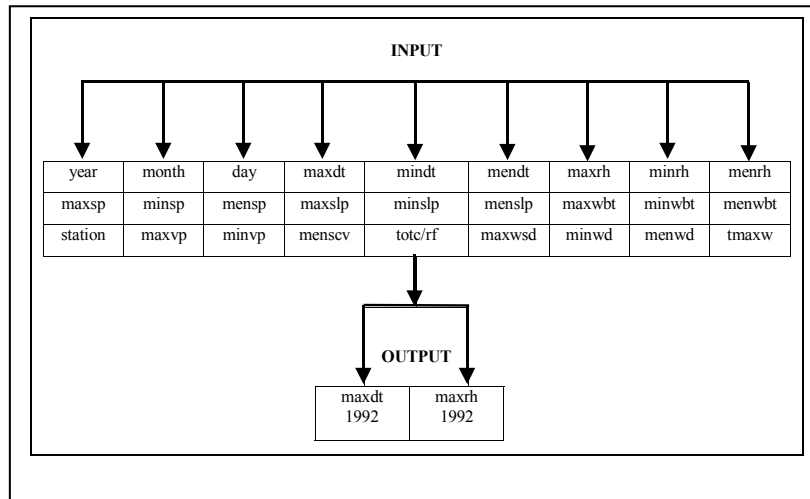 INPUT
year month day maxdt mindt mendt maxrh minrh menrh
maxsp minsp mensp maxslp minslp menslp maxwbt minwbt menwbt
station maxvp minvp menscv totc/rf maxwsd minwd menwd tmaxw
OUTPUT
maxdt maxrh
1992 1992